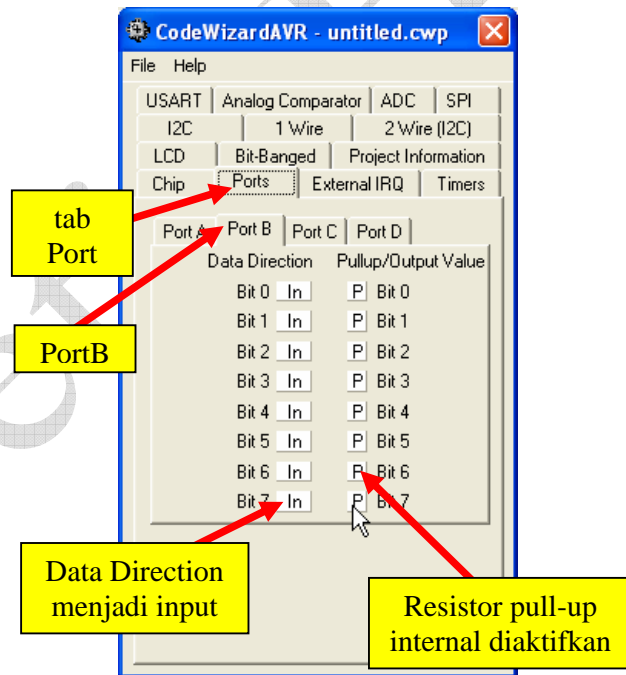 CodeWizardAVR - untitled.cwp
File Help
USART Analog Comparator ADC SPI
I2C 1 Wire 2 Wire (I2C)
LCD Bit-Banged Project Information
Chip Ports External IRQ Timers
tab
Port
Port A Port B Port C Port D
Data Direction Pullup/Output Value
Bit 0 In P Bit 0
Bit 1 In P Bit 1
PortB
Bit 2 In P Bit 2
Bit 3 In P Bit 3
Bit 4 In P Bit 4
Bit 5 In P Bit 5
Bit 6 In P Bit 6
Bit 7 In P Bit 7
Data Direction
menjadi input
Resistor pull-up
internal diaktifkan